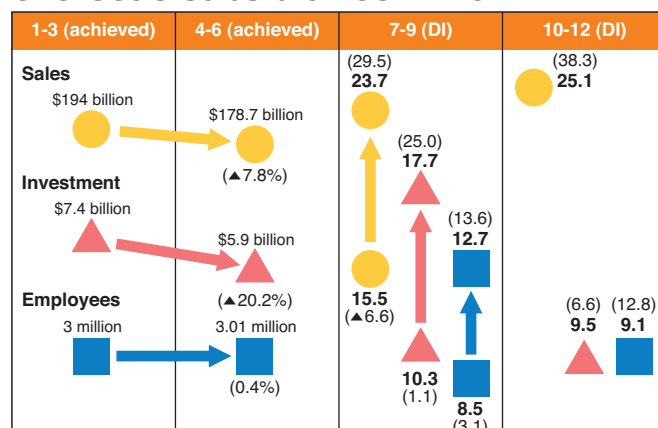 1-3 (achieved)
4-6 (achieved)
7-9 (DI)
10-12 (DI)
Sales
$194 billion
$178.7 billion
(▲7.8%)
Investment
$7.4 billion
$5.9 billion
(▲20.2%)
Employees
3 million
3.01 million
(0.4%)
(29.5)
23.7
15.5
(▲6.6)
(25.0)
17.7
10.3
(1.1)
(13.6)
12.7
8.5
(3.1)
(38.3)
25.1
(6.6)
9.5
(12.8)
9.1